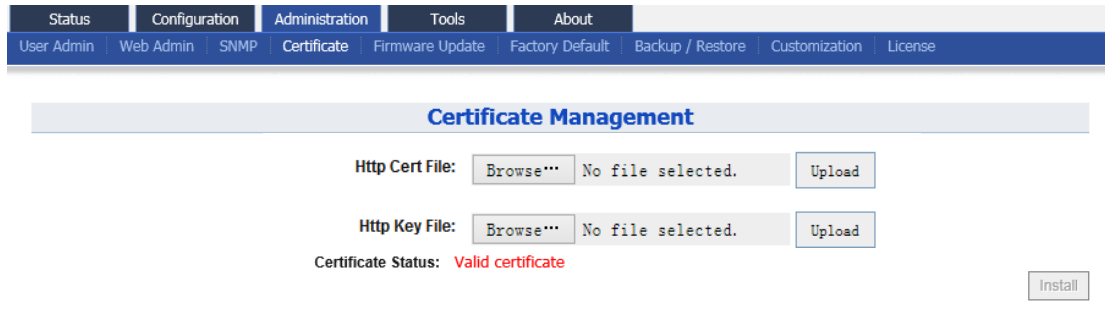 Status Configuration Administration Tools About
User Admin Web Admin SNMP Certificate Firmware Update Factory Default Backup / Restore Customization License
Certificate Management
Http Cert File: Browse… No file selected. Upload
Http Key File: Browse… No file selected. Upload
Certificate Status: Valid certificate
Install